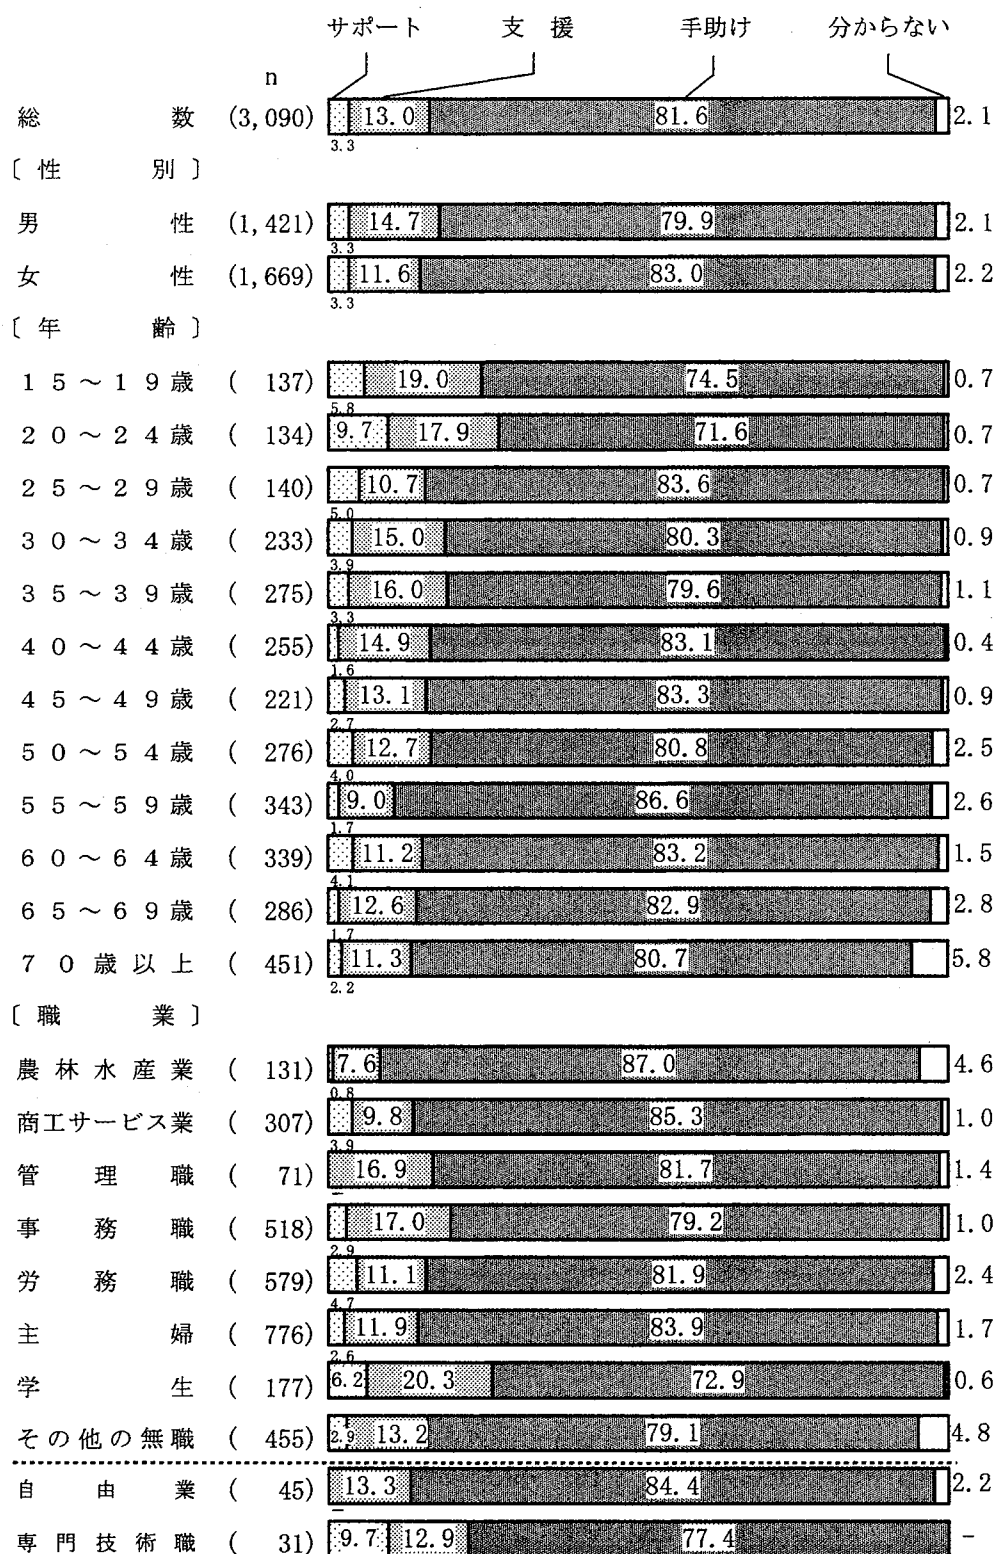 サポート 支 援 手助け 分からない
n
総 数 (3,090) 13.0 81.6 2.1
3.3
〔 性 別 〕
男 性 (1,421) 14.7 79.9 2.1
3.3
女 性 (1,669) 11.6 83.0 2.2
3.3
〔 年 齢 〕
15～19歳 ( 137) 19.0 74.5 0.7
5.8
20～24歳 ( 134) 9.7 17.9 71.6 0.7
25～29歳 ( 140) 10.7 83.6 0.7
5.0
30～34歳 ( 233) 15.0 80.3 0.9
3.9
35～39歳 ( 275) 16.0 79.6 1.1
3.3
40～44歳 ( 255) 14.9 83.1 0.4
1.6
45～49歳 ( 221) 13.1 83.3 0.9
2.7
50～54歳 ( 276) 12.7 80.8 2.5
4.0
55～59歳 ( 343) 9.0 86.6 2.6
1.7
60～64歳 ( 339) 11.2 83.2 1.5
4.1
65～69歳 ( 286) 12.6 82.9 2.8
1.7
70歳以上 ( 451) 11.3 80.7 5.8
2.2
〔 職 業 〕
農林水産業 ( 131) 7.6 87.0 4.6
0.8
商工サービス業 ( 307) 9.8 85.3 1.0
3.9
管 理 職 ( 71) 16.9 81.7 1.4
－
事 務 職 ( 518) 17.0 79.2 1.0
2.9
労 務 職 ( 579) 11.1 81.9 2.4
4.7
主 婦 ( 776) 11.9 83.9 1.7
2.6
学 生 ( 177) 6.2 20.3 72.9 0.6
その他の無職 ( 455) 2.9 13.2 79.1 4.8
自 由 業 ( 45) 13.3 84.4 2.2
－
専門技術職 ( 31) 9.7 12.9 77.4 －